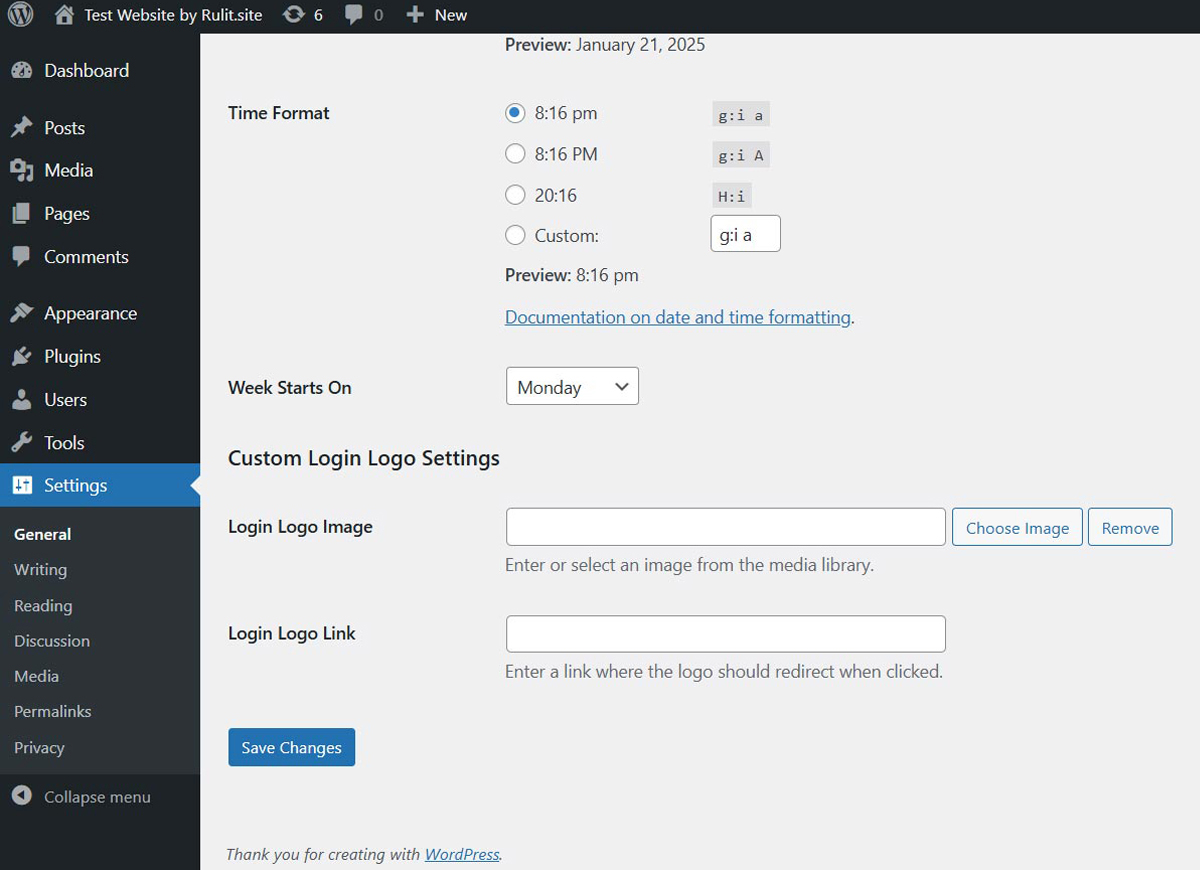 Test Website by Rulit.site 6 0 New
Dashboard
Posts
Media
Pages
Comments
Appearance
Plugins
Users
Tools
Settings
General
Writing
Reading
Discussion
Media
Permalinks
Privacy
Collapse menu
Preview: January 21, 2025
Time Format
8:16 pm g:i a
8:16 PM g:i A
20:16 H:i
Custom: g:i a
Preview: 8:16 pm
Documentation on date and time formatting.
Week Starts On Monday
Custom Login Logo Settings
Login Logo Image Choose Image Remove
Enter or select an image from the media library.
Login Logo Link
Enter a link where the logo should redirect when clicked.
Save Changes
Thank you for creating with WordPress.